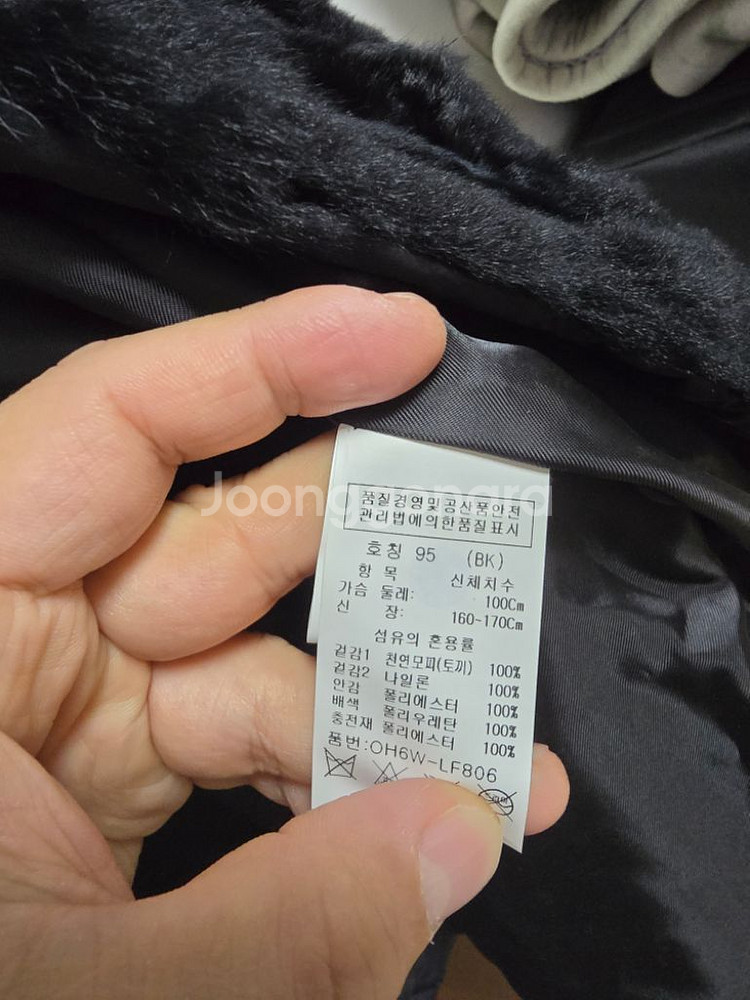 Joonggonara
품질경영및공산품안전
관리법에의한품질표시
호칭 95 (BK)
항 목 신체치수
가슴 둘레: 100Cm
신 장: 160~170Cm
섬유의 혼용률
겉감1 천연모피(토끼) 100%
겉감2 나일론 100%
안감 폴리에스터 100%
배색 폴리우레탄 100%
충전재 폴리에스터 100%
품번:OH6W-LF806